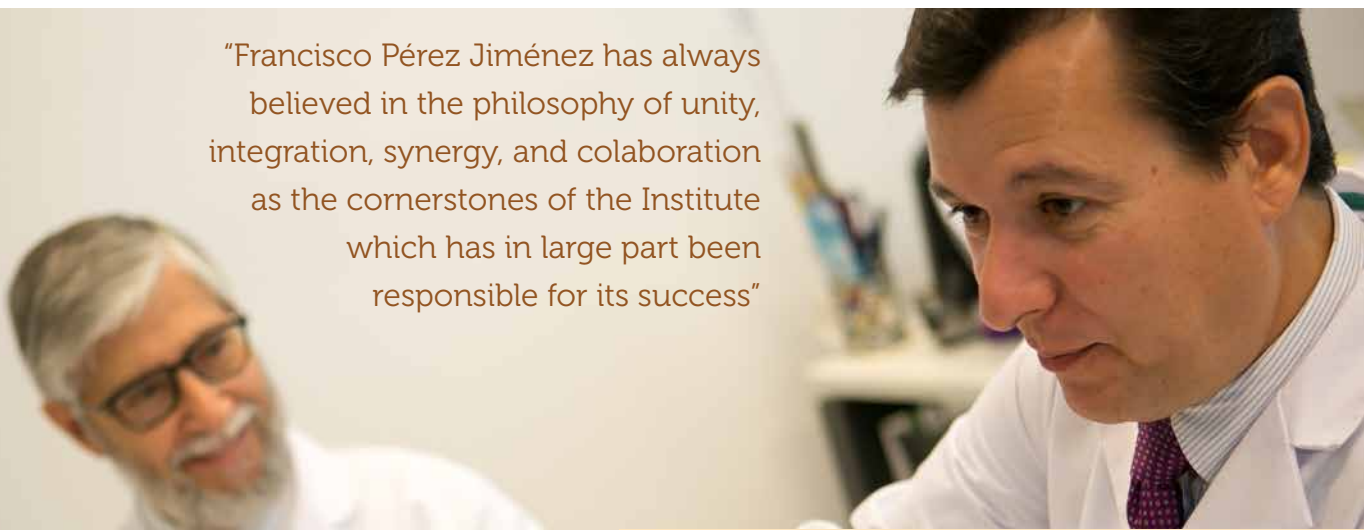 “Francisco Pérez Jiménez has always
believed in the philosophy of unity,
integration, synergy, and colaboration
as the cornerstones of the Institute
which has in large part been
responsible for its success”